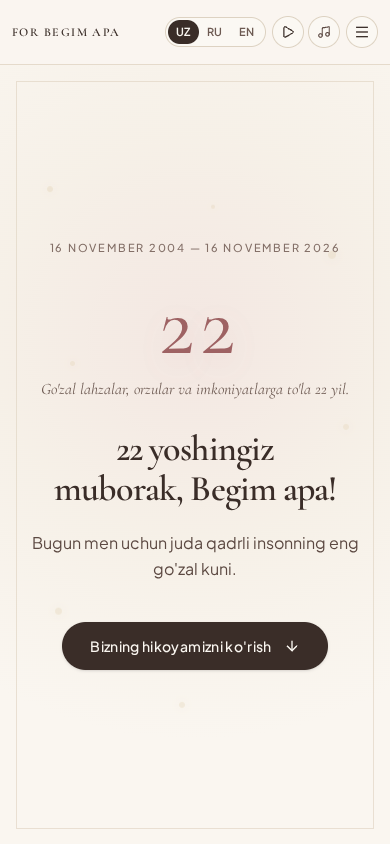 FOR BEGIM APA
UZ RU EN
16 NOVEMBER 2004 — 16 NOVEMBER 2026
22
Go'zal lahzalar, orzular va imkoniyatlarga to'la 22 yil.
22 yoshingiz
muborak, Begim apa!
Bugun men uchun juda qadrli insonning eng
go'zal kuni.
Bizning hikoyamizni ko'rish